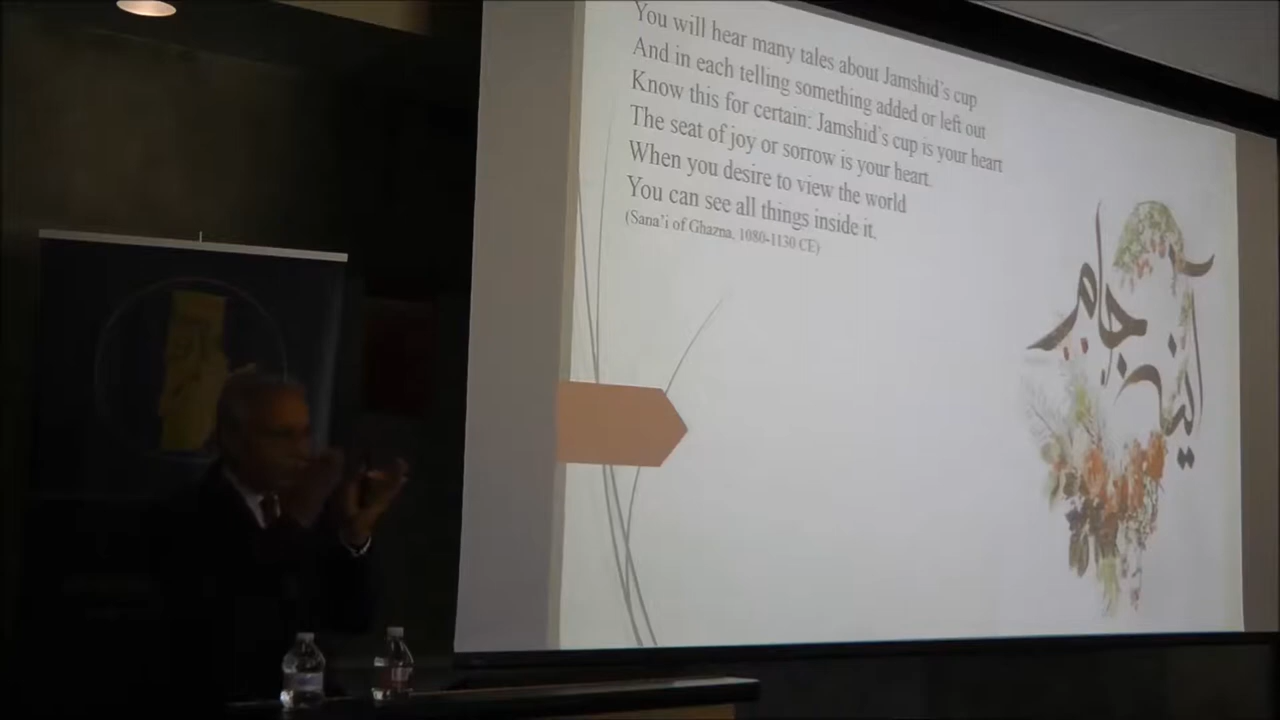 You will hear many tales about Jamshid's cup
And in each telling something added or left out
Know this for certain: Jamshid's cup is your heart
The seat of joy or sorrow is your heart.
When you desire to view the world
You can see all things inside it.
(Sana'i of Ghazna, 1080-1130 CE)
جام
آینه